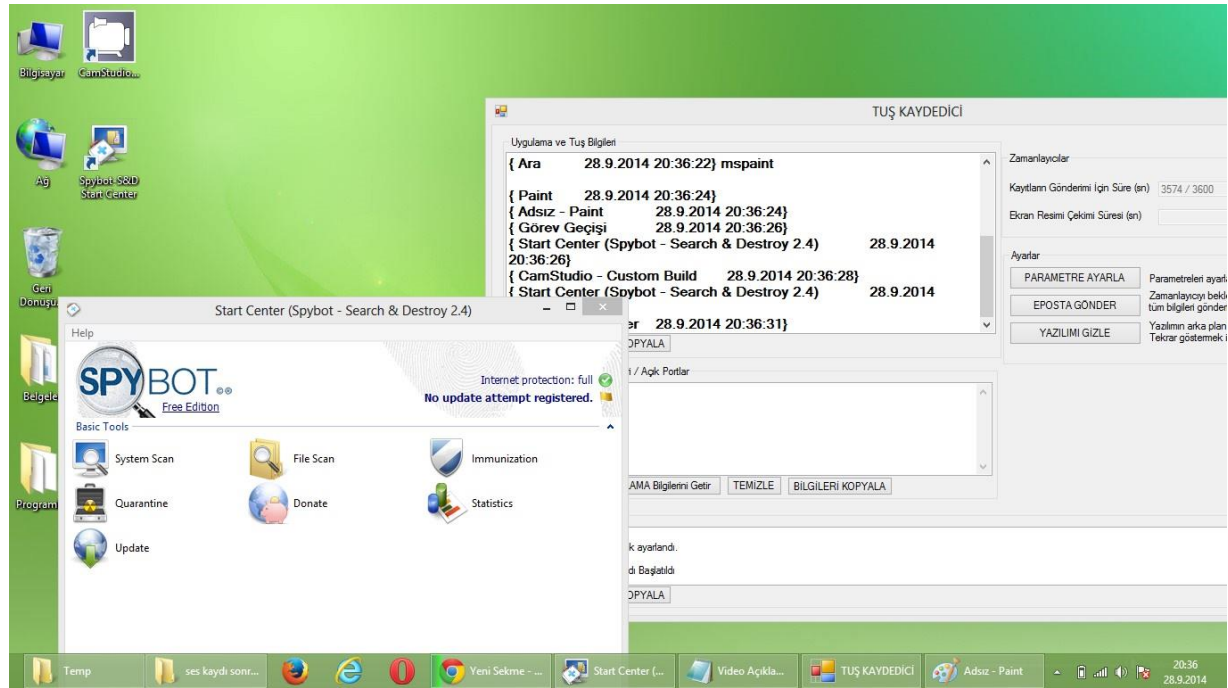 Bilgisayar
CamStudio...
Ağ
Spybot-S&D
Start Center
Geri
Dönüşü
Belgele
Program
TUŞ KAYDEDİCİ
Uygulama ve Tuş Bilgileri
{ Ara 28.9.2014 20:36:22} mspaint
{ Paint 28.9.2014 20:36:24}
{ Adsız - Paint 28.9.2014 20:36:24}
{ Görev Geçişi 28.9.2014 20:36:26}
{ Start Center (Spybot - Search & Destroy 2.4) 28.9.2014
20:36:26}
{ CamStudio - Custom Build 28.9.2014 20:36:28}
{ Start Center (Spybot - Search & Destroy 2.4) 28.9.2014
er 28.9.2014 20:36:31}
OPYALA
Zamanlayıcılar
Kayıtların Gönderimi İçin Süre (sn) 3574 / 3600
Ekran Resimi Çekimi Süresi (sn)
Ayarlar
PARAMETRE AYARLA Parametreleri ayarla
EPOSTA GÖNDER Zamanlayıcıyı bekle
tüm bilgileri gönder
YAZILIMI GİZLE Yazılımın arka plan
Tekrar göstermek i
i / Açık Portlar
AMA Bilgilerini Getir TEMİZLE BİLGİLERİ KOPYALA
k ayarlandı.
dı Başlatıldı
OPYALA
Start Center (Spybot - Search & Destroy 2.4)
Help
SPYBOT
Free Edition
Internet protection: full
No update attempt registered.
Basic Tools
System Scan File Scan Immunization
Quarantine Donate Statistics
Update
Temp ses kaydı sonr... Yeni Sekme - ... Start Center (... Video Açıkla... TUŞ KAYDEDİCİ Adsız - Paint 20:36
28.9.2014